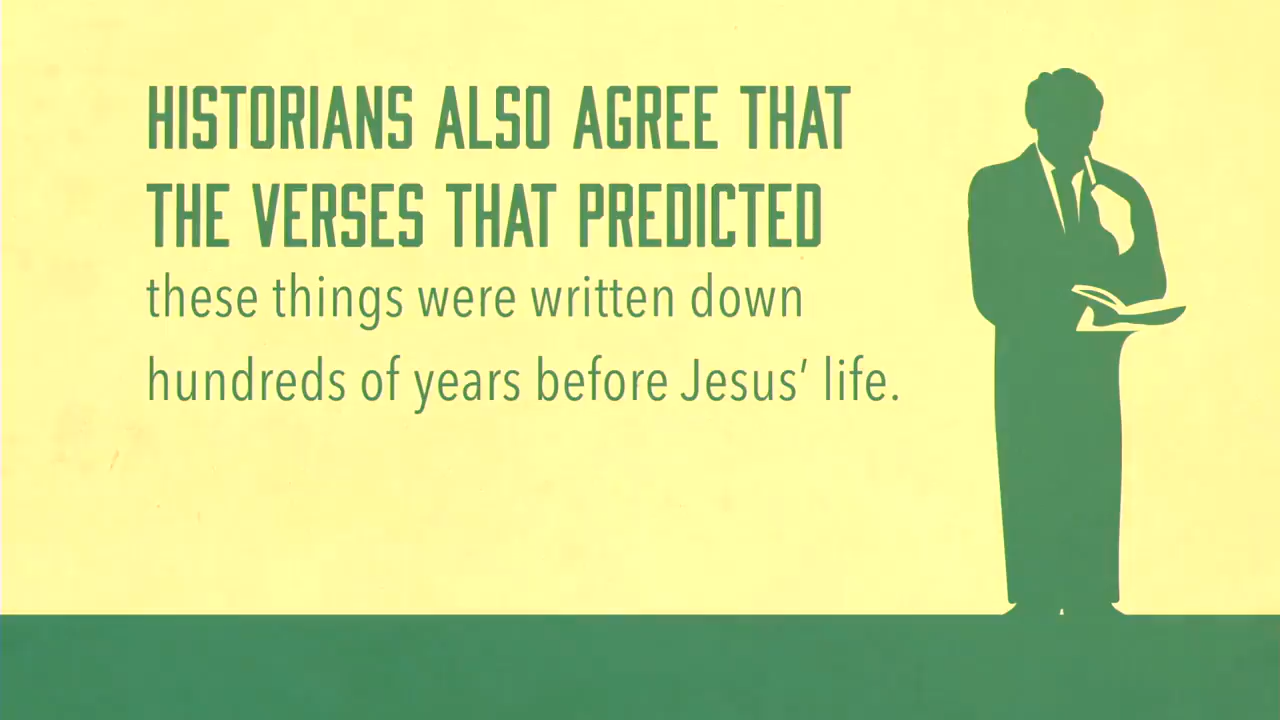 HISTORIANS ALSO AGREE THAT
THE VERSES THAT PREDICTED
these things were written down
hundreds of years before Jesus’ life.